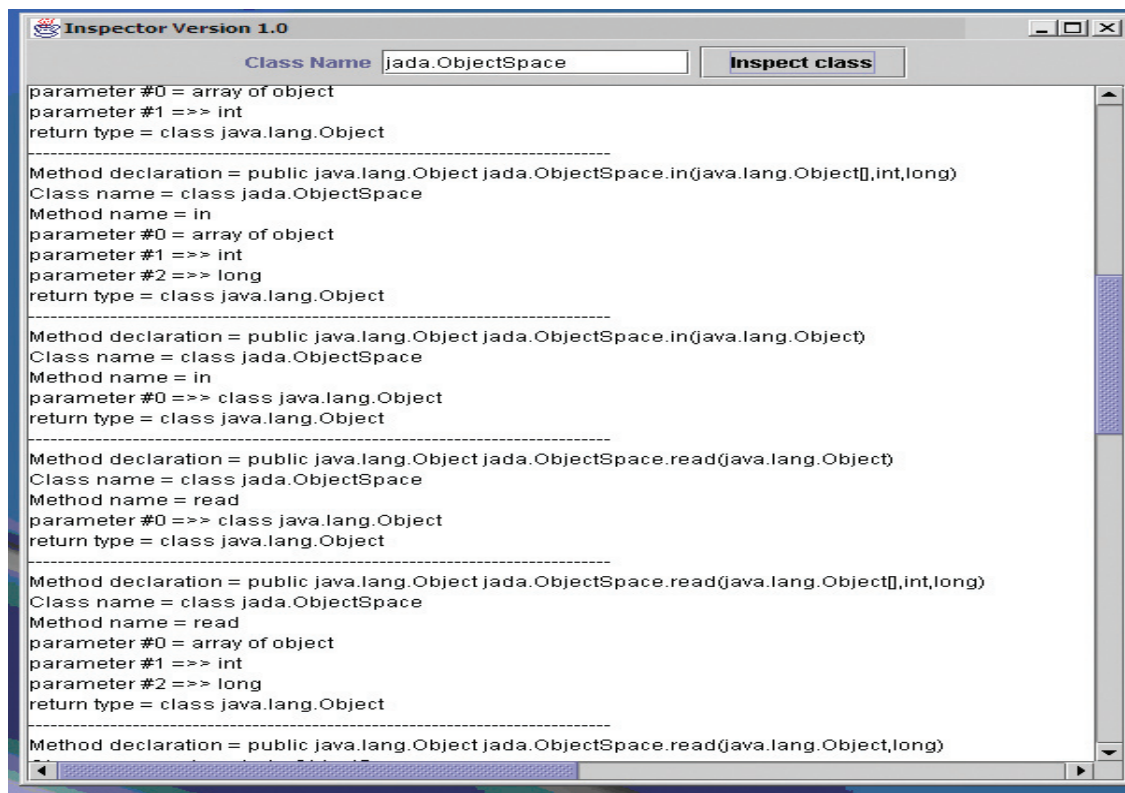 Inspector Version 1.0
Class Name jada.ObjectSpace Inspect class
parameter #0 = array of object
parameter #1 =>> int
return type = class java.lang.Object
--------------------------------------------------------------------------------
Method declaration = public java.lang.Object jada.ObjectSpace.in(java.lang.Object[],int,long)
Class name = class jada.ObjectSpace
Method name = in
parameter #0 = array of object
parameter #1 =>> int
parameter #2 =>> long
return type = class java.lang.Object
--------------------------------------------------------------------------------
Method declaration = public java.lang.Object jada.ObjectSpace.in(java.lang.Object)
Class name = class jada.ObjectSpace
Method name = in
parameter #0 =>> class java.lang.Object
return type = class java.lang.Object
--------------------------------------------------------------------------------
Method declaration = public java.lang.Object jada.ObjectSpace.read(java.lang.Object)
Class name = class jada.ObjectSpace
Method name = read
parameter #0 =>> class java.lang.Object
return type = class java.lang.Object
--------------------------------------------------------------------------------
Method declaration = public java.lang.Object jada.ObjectSpace.read(java.lang.Object[],int,long)
Class name = class jada.ObjectSpace
Method name = read
parameter #0 = array of object
parameter #1 =>> int
parameter #2 =>> long
return type = class java.lang.Object
--------------------------------------------------------------------------------
Method declaration = public java.lang.Object jada.ObjectSpace.read(java.lang.Object,long)